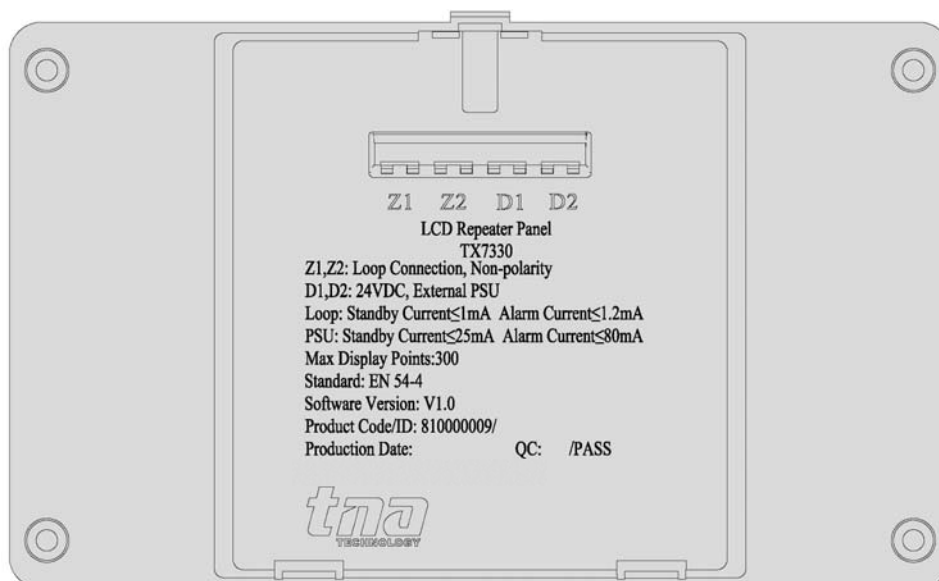 Z1 Z2 D1 D2
LCD Repeater Panel
TX7330
Z1,Z2: Loop Connection, Non-polarity
D1,D2: 24VDC, External PSU
Loop: Standby Current≤1mA Alarm Current≤1.2mA
PSU: Standby Current≤25mA Alarm Current≤80mA
Max Display Points:300
Standard: EN 54-4
Software Version: V1.0
Product Code/ID: 810000009/
Production Date: QC: /PASS
tna
TECHNOLOGY